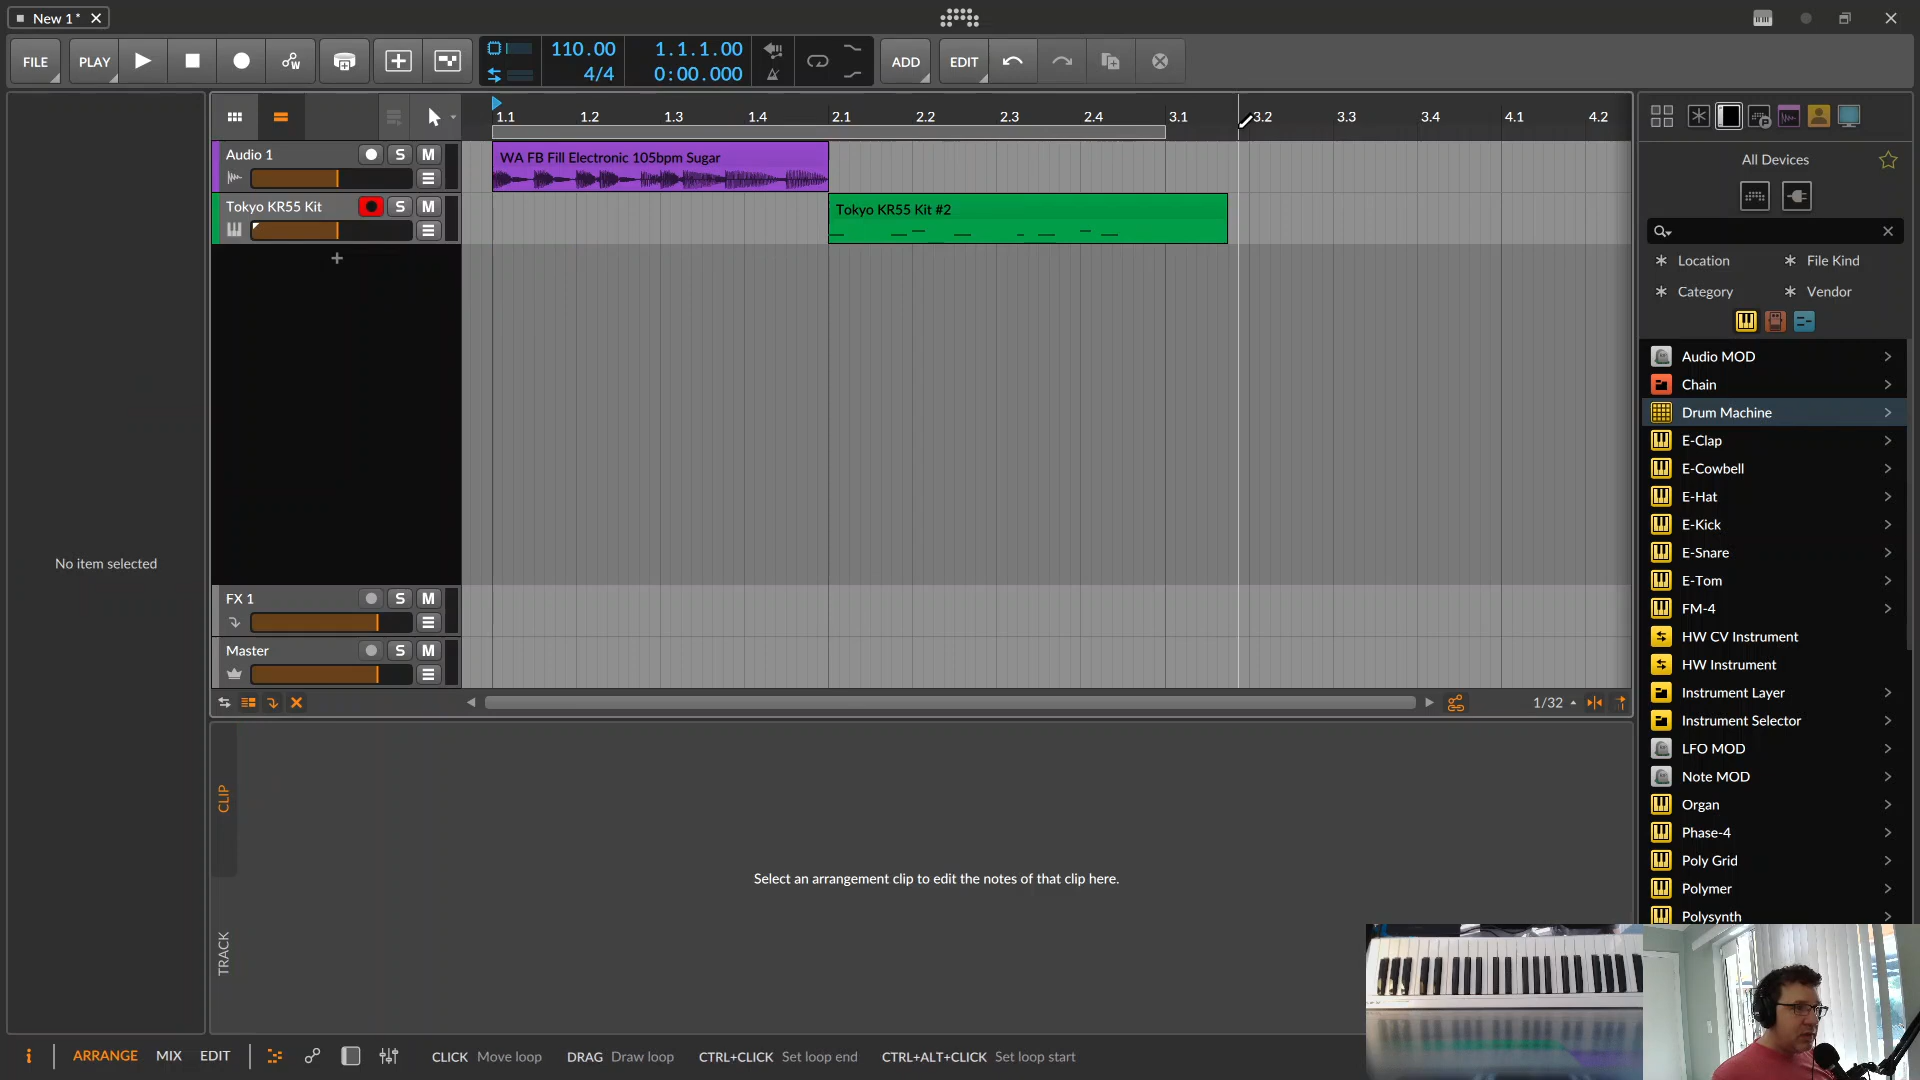 New 1 *
FILE
PLAY
110.00
4/4
1.1.1.00
0:00.000
ADD
EDIT
1.1
1.2
1.3
1.4
2.1
2.2
2.3
2.4
3.1
3.2
3.3
3.4
4.1
4.2
Audio 1
S
M
WA FB Fill Electronic 105bpm Sugar
Tokyo KR55 Kit
S
M
Tokyo KR55 Kit #2
No item selected
FX 1
S
M
Master
S
M
1/32
CLIP
TRACK
Select an arrangement clip to edit the notes of that clip here.
All Devices
Location
File Kind
Category
Vendor
Audio MOD
Chain
Drum Machine
E-Clap
E-Cowbell
E-Hat
E-Kick
E-Snare
E-Tom
FM-4
HW CV Instrument
HW Instrument
Instrument Layer
Instrument Selector
LFO MOD
Note MOD
Organ
Phase-4
Poly Grid
Polymer
Polysynth
ARRANGE
MIX
EDIT
CLICK Move loop
DRAG Draw loop
CTRL+CLICK Set loop end
CTRL+ALT+CLICK Set loop start